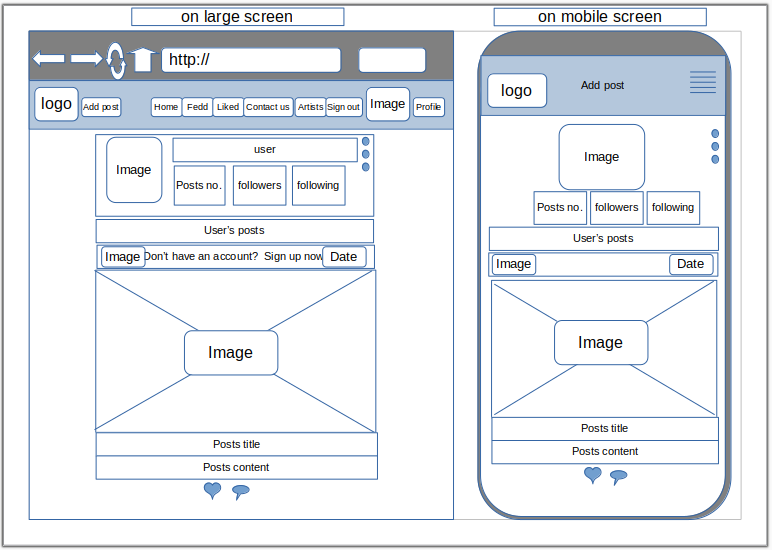 on large screen
on mobile screen
http://
logo
Add post
Home
Fedd
Liked
Contact us
Artists
Sign out
Image
Profile
Image
user
Posts no.
followers
following
User's posts
Image
Don't have an account? Sign up now
Date
Image
Posts title
Posts content
logo
Add post
Image
Posts no.
followers
following
User's posts
Image
Date
Image
Posts title
Posts content